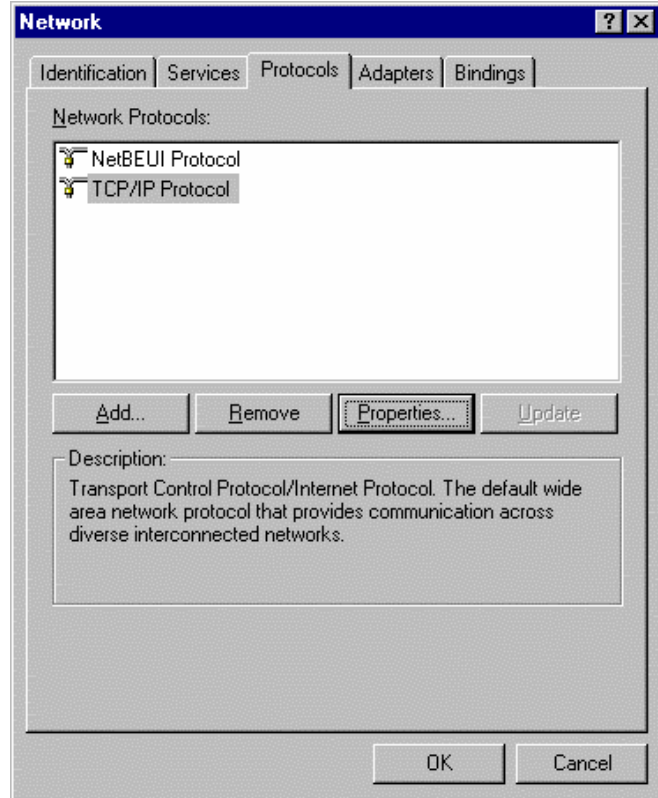 Network
Identification Services Protocols Adapters Bindings
Network Protocols:
NetBEUI Protocol
TCP/IP Protocol
Add... Remove Properties... Update
Description:
Transport Control Protocol/Internet Protocol. The default wide
area network protocol that provides communication across
diverse interconnected networks.
OK Cancel